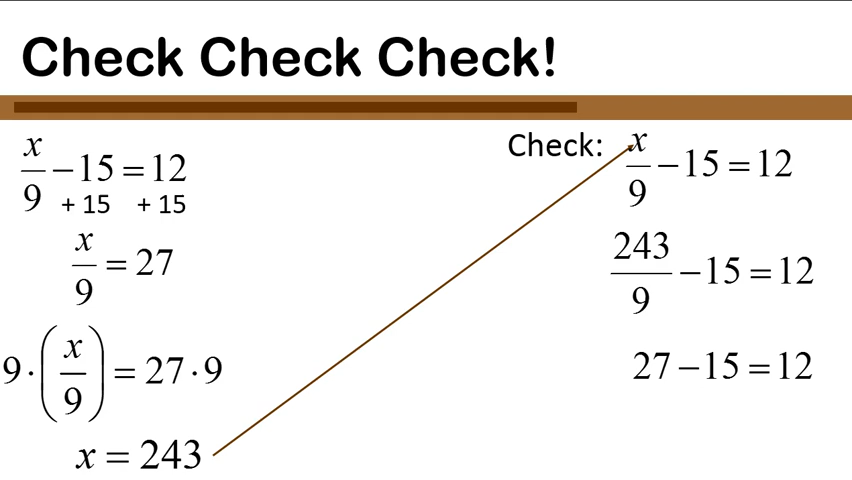 Check Check Check!
x/9 − 15 = 12
+ 15 + 15
x/9 = 27
9 · (x/9) = 27 · 9
x = 243
Check: x/9 − 15 = 12
243/9 − 15 = 12
27 − 15 = 12